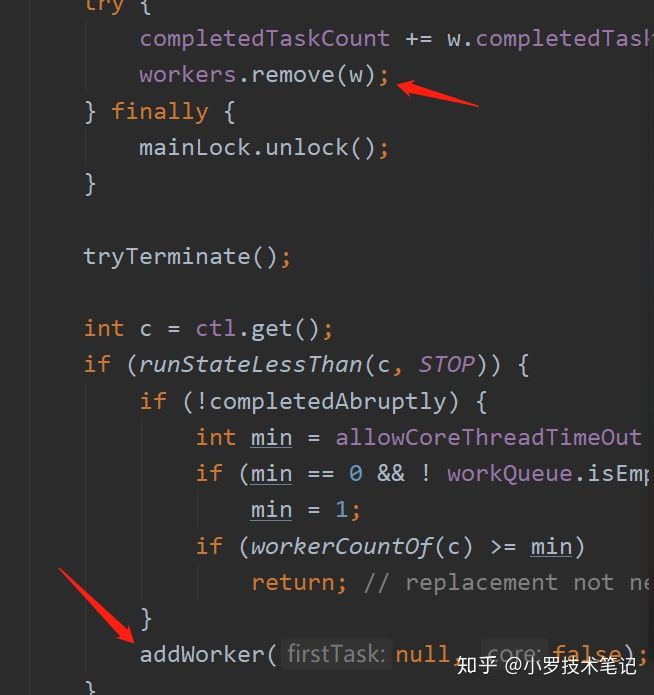 try {
completedTaskCount += w.completedTask
workers.remove(w);
} finally {
mainLock.unlock();
}
tryTerminate();
int c = ctl.get();
if (runStateLessThan(c, STOP)) {
if (!completedAbruptly) {
int min = allowCoreThreadTimeOut
if (min == 0 && ! workQueue.isEmp
min = 1;
if (workerCountOf(c) >= min)
return; // replacement not ne
}
addWorker( firstTask: null, core: false);
}
知乎 @小罗技术笔记